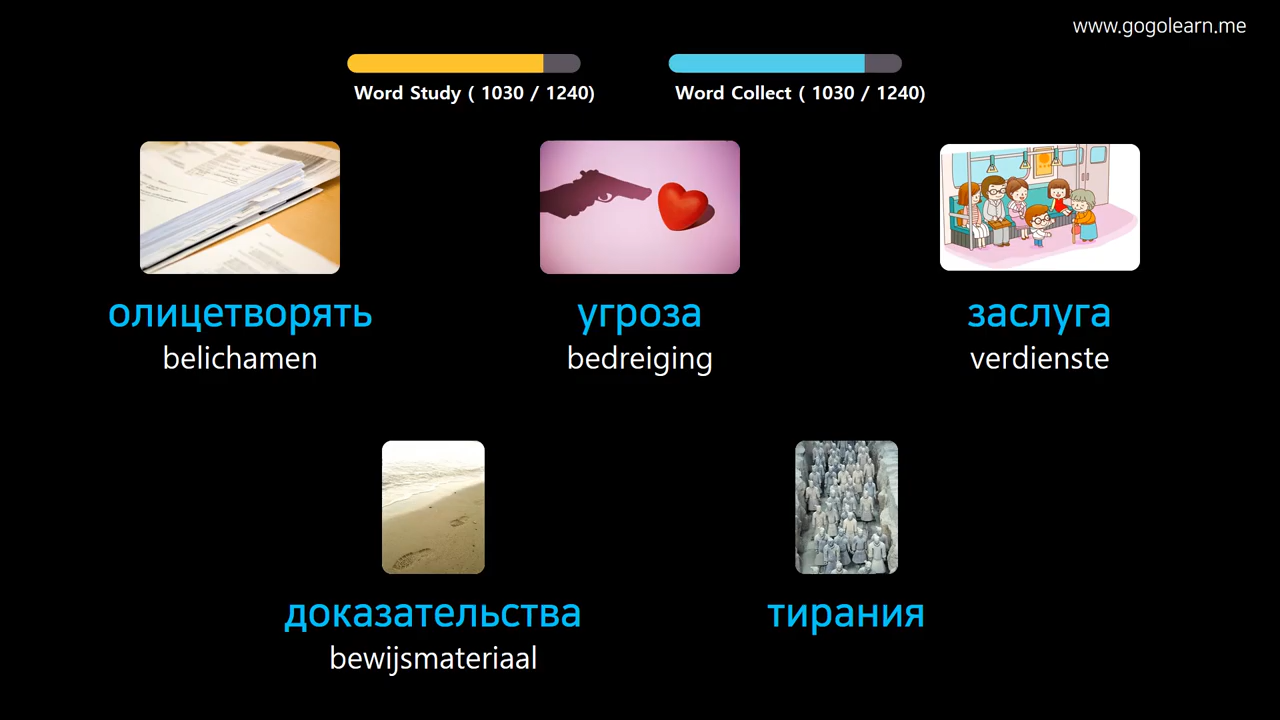 www.gogolearn.me
Word Study ( 1030 / 1240)
Word Collect ( 1030 / 1240)
олицетворять
belichamen
угроза
bedreiging
заслуга
verdienste
доказательства
bewijsmateriaal
тирания